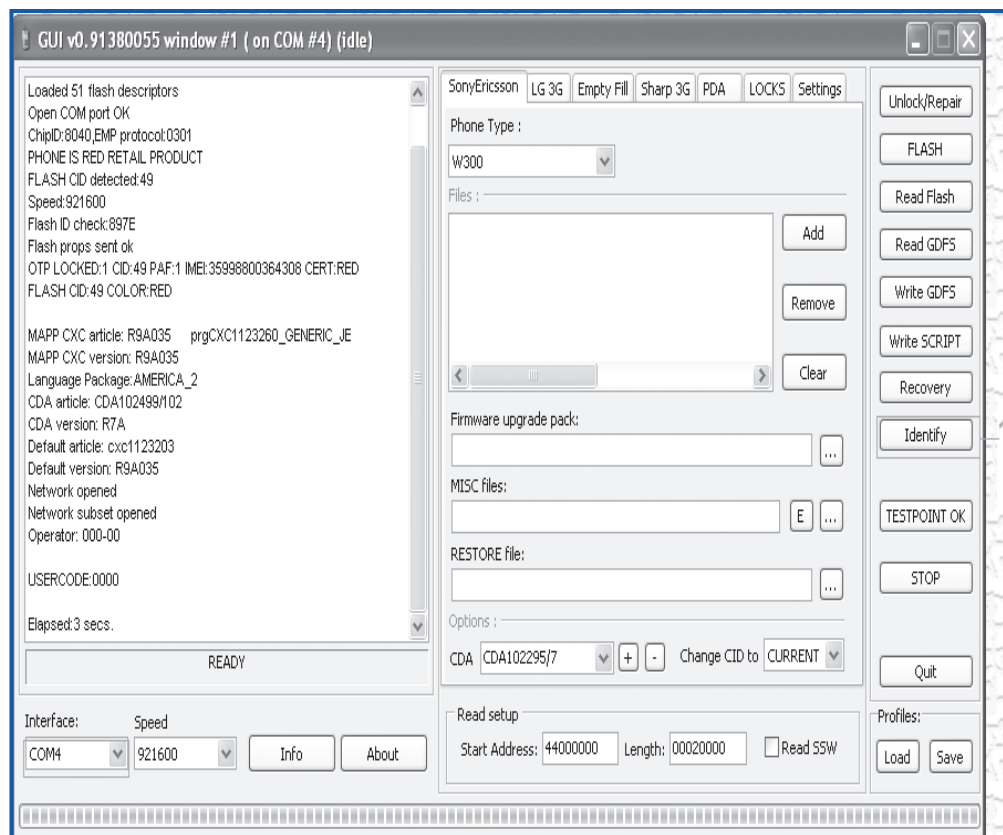 GUI v0.91380055 window #1 ( on COM #4) (idle)
Loaded 51 flash descriptors
Open COM port OK
ChipID:8040,EMP protocol:0301
PHONE IS RED RETAIL PRODUCT
FLASH CID detected:49
Speed:921600
Flash ID check:897E
Flash props sent ok
OTP LOCKED:1 CID:49 PAF:1 IMEI:35998800364308 CERT:RED
FLASH CID:49 COLOR:RED
MAPP CXC article: R9A035 prgCXC1123260_GENERIC_JE
MAPP CXC version: R9A035
Language Package:AMERICA_2
CDA article: CDA102499/102
CDA version: R7A
Default article: cxc1123203
Default version: R9A035
Network opened
Network subset opened
Operator: 000-00
USERCODE:0000
Elapsed:3 secs.
READY
Interface:
Speed
COM4
921600
Info
About
SonyEricsson
LG 3G
Empty Fill
Sharp 3G
PDA
LOCKS
Settings
Phone Type :
W300
Files :
Add
Remove
Clear
Firmware upgrade pack:
...
MISC files:
E
...
RESTORE file:
...
Options :
CDA
CDA102295/7
+
-
Change CID to
CURRENT
Read setup
Start Address:
44000000
Length:
00020000
Read SSW
Unlock/Repair
FLASH
Read Flash
Read GDFS
Write GDFS
Write SCRIPT
Recovery
Identify
TESTPOINT OK
STOP
Quit
Profiles:
Load
Save